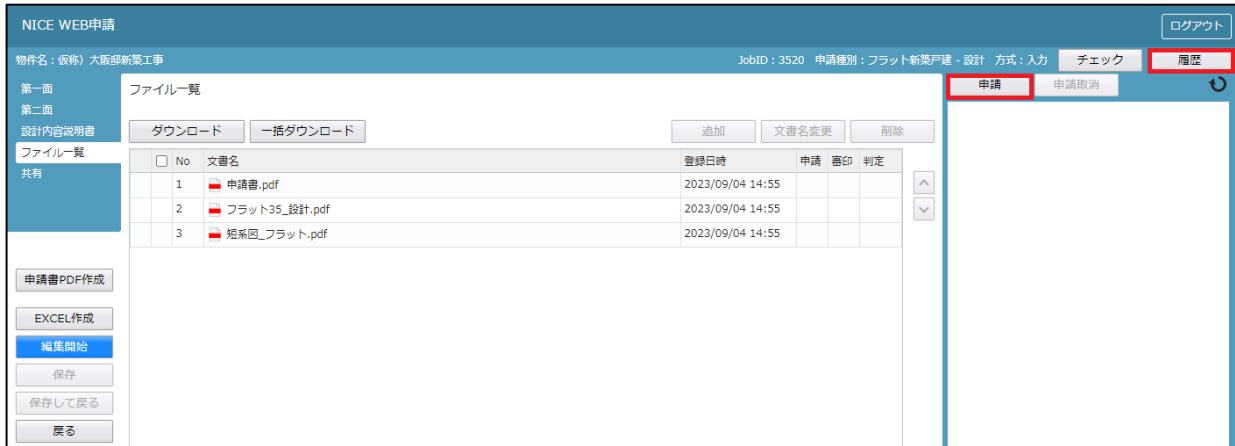 NICE WEB申請
ログアウト
物件名：仮称）大阪邸新築工事
JobID：3520 申請種別：フラット新築戸建 - 設計 方式：入力
チェック
履歴
第一面
第二面
設計内容説明書
ファイル一覧
共有
ファイル一覧
申請
申請取消
ダウンロード
一括ダウンロード
追加
文書名変更
削除
No 文書名 登録日時 申請 審印 判定
1 申請書.pdf 2023/09/04 14:55
2 フラット35_設計.pdf 2023/09/04 14:55
3 矩系図_フラット.pdf 2023/09/04 14:55
申請書PDF作成
EXCEL作成
編集開始
保存
保存して戻る
戻る